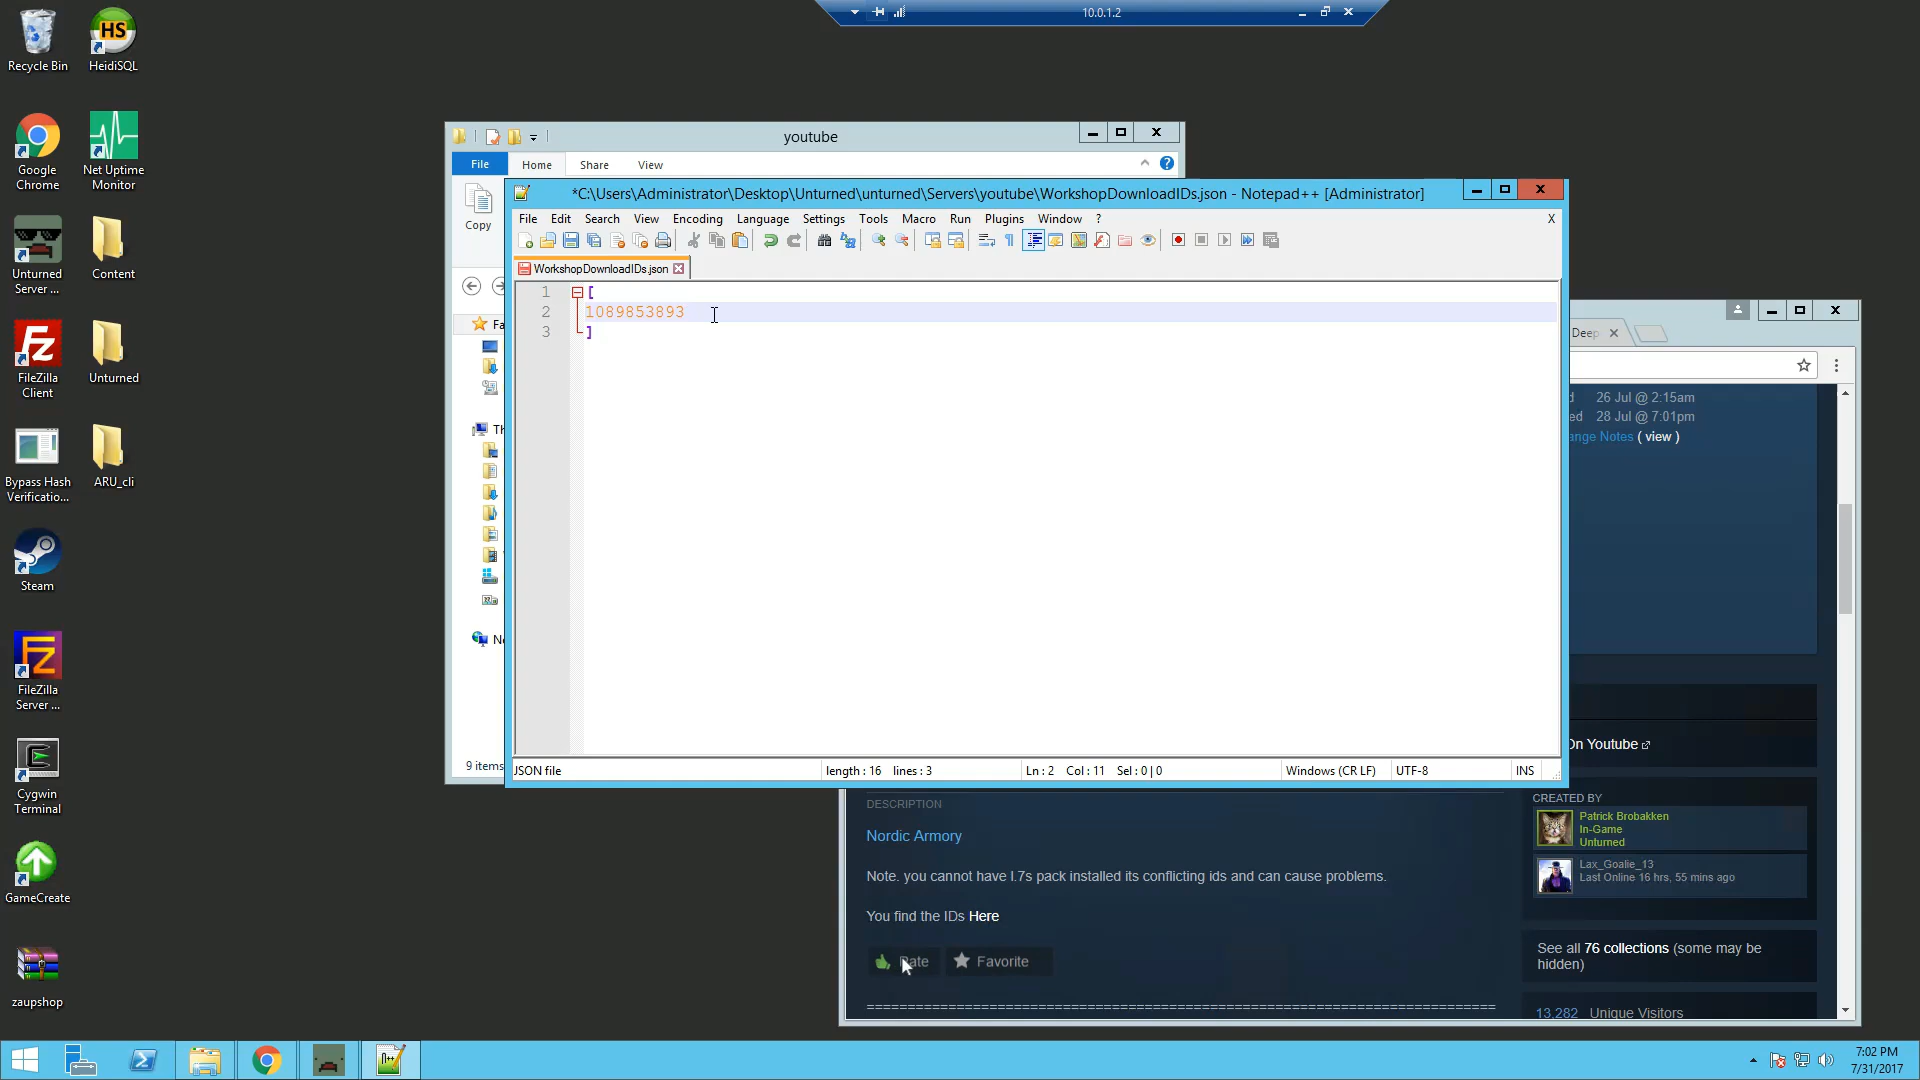 10.0.1.2
Recycle Bin
HeidiSQL
Google
Chrome
Net Uptime
Monitor
Unturned
Server ...
Content
FileZilla
Client
Unturned
Bypass Hash
Verificatio...
ARU_cli
Steam
FileZilla
Server ...
Cygwin
Terminal
GameCreate
zaupshop
youtube
File Home Share View
Copy
Fa
Th
Ne
9 items
*C:\Users\Administrator\Desktop\Unturned\unturned\Servers\youtube\WorkshopDownloadIDs.json - Notepad++ [Administrator]
File Edit Search View Encoding Language Settings Tools Macro Run Plugins Window ? X
WorkshopDownloadIDs.json
1 [
2 1089853893
3 ]
JSON file length : 16 lines : 3 Ln : 2 Col : 11 Sel : 0 | 0 Windows (CR LF) UTF-8 INS
Deep
d 26 Jul @ 2:15am
ed 28 Jul @ 7:01pm
ange Notes ( view )
On Youtube
DESCRIPTION
Nordic Armory
Note. you cannot have I.7s pack installed its conflicting ids and can cause problems.
You find the IDs Here
Rate Favorite
CREATED BY
Patrick Brobakken
In-Game
Unturned
Lax_Goalie_13
Last Online 16 hrs, 55 mins ago
See all 76 collections (some may be
hidden)
13,282 Unique Visitors
7:02 PM
7/31/2017